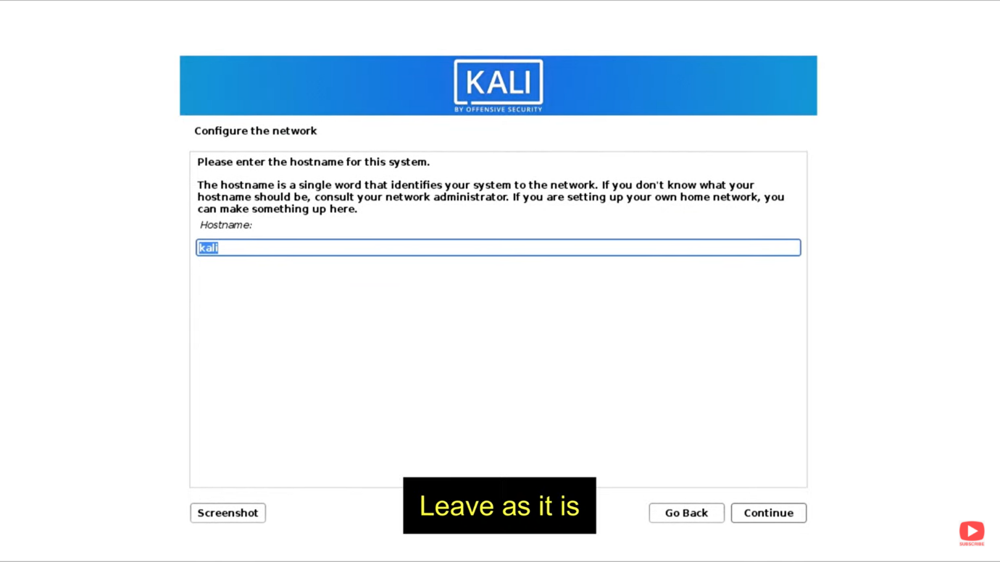 KALI
BY OFFENSIVE SECURITY
Configure the network
Please enter the hostname for this system.
The hostname is a single word that identifies your system to the network. If you don't know what your
hostname should be, consult your network administrator. If you are setting up your own home network, you
can make something up here.
Hostname:
kali
Screenshot
Leave as it is
Go Back
Continue
SUBSCRIBE